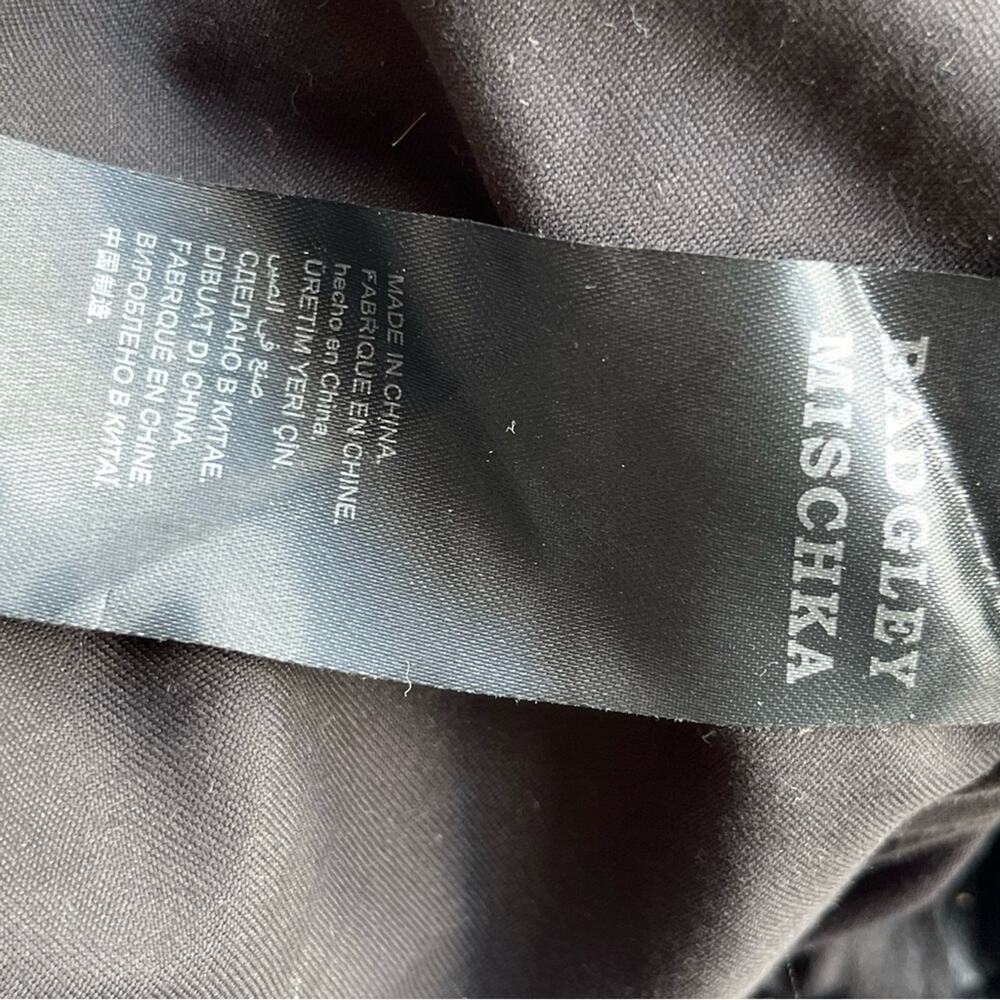 BADGLEY
MISCHKA
MADE IN CHINA.
FABRIQUE EN CHINE.
hecho en China,
ÜRETIM YERI ÇIN.
صنع في الصين
СДЕЛАНО В КИТАЕ.
DIBUAT DI CHINA.
FABRIQUÉ EN CHINE.
ВИРОБЛЕНО В КИТАЇ.
中国制造.